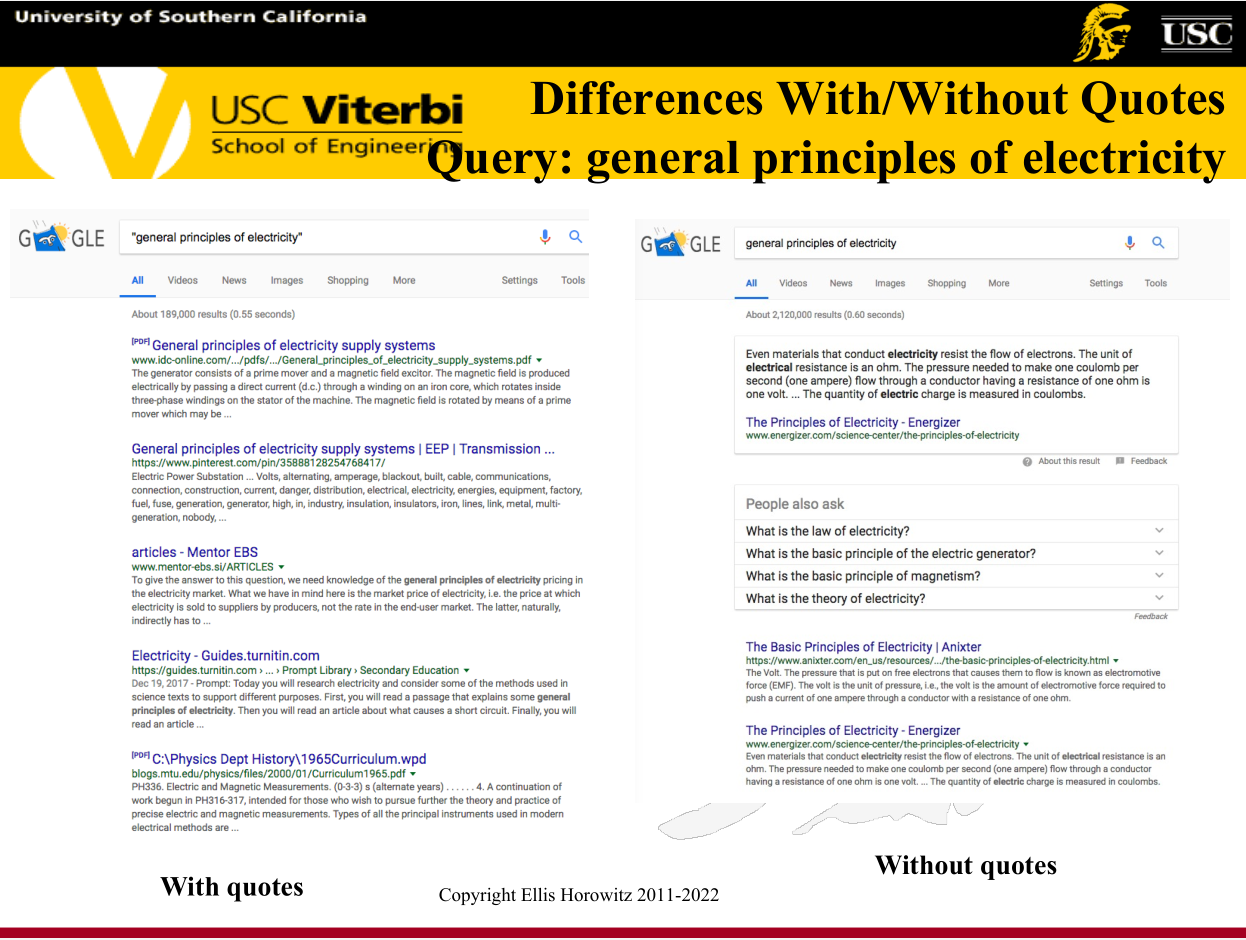 University of Southern California
USC
USC Viterbi
School of Engineering
Differences With/Without Quotes
Query: general principles of electricity
G GLE
"general principles of electricity"
All Videos News Images Shopping More Settings Tools
About 189,000 results (0.55 seconds)
[PDF] General principles of electricity supply systems
www.idc-online.com/.../pdfs/.../General_principles_of_electricity_supply_systems.pdf
The generator consists of a prime mover and a magnetic field excitor. The magnetic field is produced
electrically by passing a direct current (d.c.) through a winding on an iron core, which rotates inside
three-phase windings on the stator of the machine. The magnetic field is rotated by means of a prime
mover which may be ...
General principles of electricity supply systems | EEP | Transmission ...
https://www.pinterest.com/pin/35888128254768417/
Electric Power Substation ... Volts, alternating, amperage, blackout, built, cable, communications,
connection, construction, current, danger, distribution, electrical, electricity, energies, equipment, factory,
fuel, fuse, generation, generator, high, in, industry, insulation, insulators, iron, lines, link, metal, multi-
generation, nobody, ...
articles - Mentor EBS
www.mentor-ebs.si/ARTICLES
To give the answer to this question, we need knowledge of the general principles of electricity pricing in
the electricity market. What we have in mind here is the market price of electricity, i.e. the price at which
electricity is sold to suppliers by producers, not the rate in the end-user market. The latter, naturally,
indirectly has to ...
Electricity - Guides.turnitin.com
https://guides.turnitin.com › ... › Prompt Library › Secondary Education
Dec 19, 2017 - Prompt: Today you will research electricity and consider some of the methods used in
science texts to support different purposes. First, you will read a passage that explains some general
principles of electricity. Then you will read an article about what causes a short circuit. Finally, you will
read an article ...
[PDF] C:\Physics Dept History\1965Curriculum.wpd
blogs.mtu.edu/physics/files/2000/01/Curriculum1965.pdf
PH336. Electric and Magnetic Measurements. (0-3-3) s (alternate years) . . . . . . 4. A continuation of
work begun in PH316-317, intended for those who wish to pursue further the theory and practice of
precise electric and magnetic measurements. Types of all the principal instruments used in modern
electrical methods are ...
With quotes
G GLE
general principles of electricity
All Videos News Images Shopping More Settings Tools
About 2,120,000 results (0.60 seconds)
Even materials that conduct electricity resist the flow of electrons. The unit of
electrical resistance is an ohm. The pressure needed to make one coulomb per
second (one ampere) flow through a conductor having a resistance of one ohm is
one volt. ... The quantity of electric charge is measured in coulombs.
The Principles of Electricity - Energizer
www.energizer.com/science-center/the-principles-of-electricity
About this result Feedback
People also ask
What is the law of electricity?
What is the basic principle of the electric generator?
What is the basic principle of magnetism?
What is the theory of electricity?
Feedback
The Basic Principles of Electricity | Anixter
https://www.anixter.com/en_us/resources/.../the-basic-principles-of-electricity.html
The Volt. The pressure that is put on free electrons that causes them to flow is known as electromotive
force (EMF). The volt is the unit of pressure, i.e., the volt is the amount of electromotive force required to
push a current of one ampere through a conductor with a resistance of one ohm.
The Principles of Electricity - Energizer
www.energizer.com/science-center/the-principles-of-electricity
Even materials that conduct electricity resist the flow of electrons. The unit of electrical resistance is an
ohm. The pressure needed to make one coulomb per second (one ampere) flow through a conductor
having a resistance of one ohm is one volt. ... The quantity of electric charge is measured in coulombs.
Without quotes
Copyright Ellis Horowitz 2011-2022